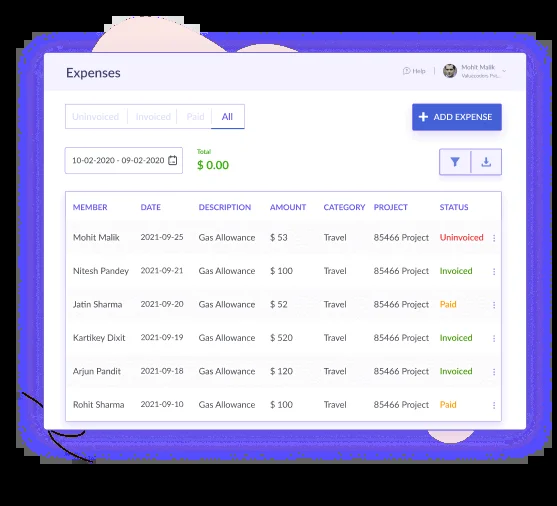 Expenses
Help
Mohit Malik
Valuecoders Pri...
Uninvoiced Invoiced Paid All
+ ADD EXPENSE
10-02-2020 - 09-02-2020
Total
$ 0.00
MEMBER DATE DESCRIPTION AMOUNT CATEGORY PROJECT STATUS
Mohit Malik 2021-09-25 Gas Allowance $ 53 Travel 85466 Project Uninvoiced
Nitesh Pandey 2021-09-21 Gas Allowance $ 100 Travel 85466 Project Invoiced
Jatin Sharma 2021-09-20 Gas Allowance $ 52 Travel 85466 Project Paid
Kartikey Dixit 2021-09-19 Gas Allowance $ 520 Travel 85466 Project Invoiced
Arjun Pandit 2021-09-18 Gas Allowance $ 120 Travel 85466 Project Invoiced
Rohit Sharma 2021-09-10 Gas Allowance $ 100 Travel 85466 Project Paid